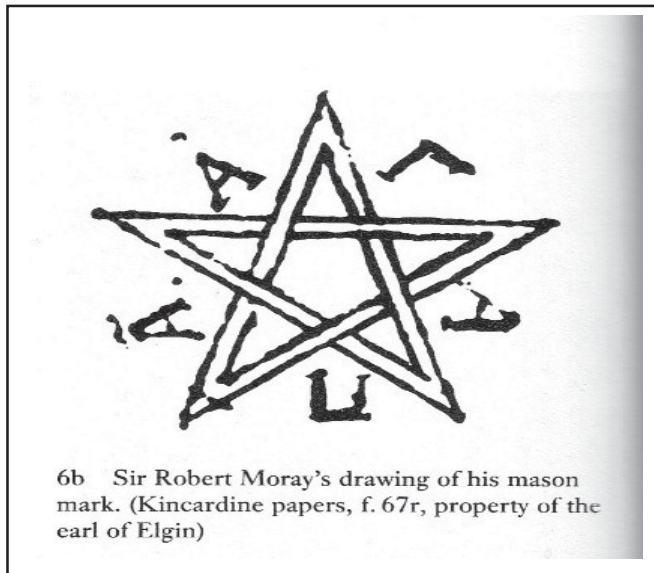 Α Γ Α Π Α
6b Sir Robert Moray's drawing of his mason
mark. (Kincardine papers, f. 67r, property of the
earl of Elgin)